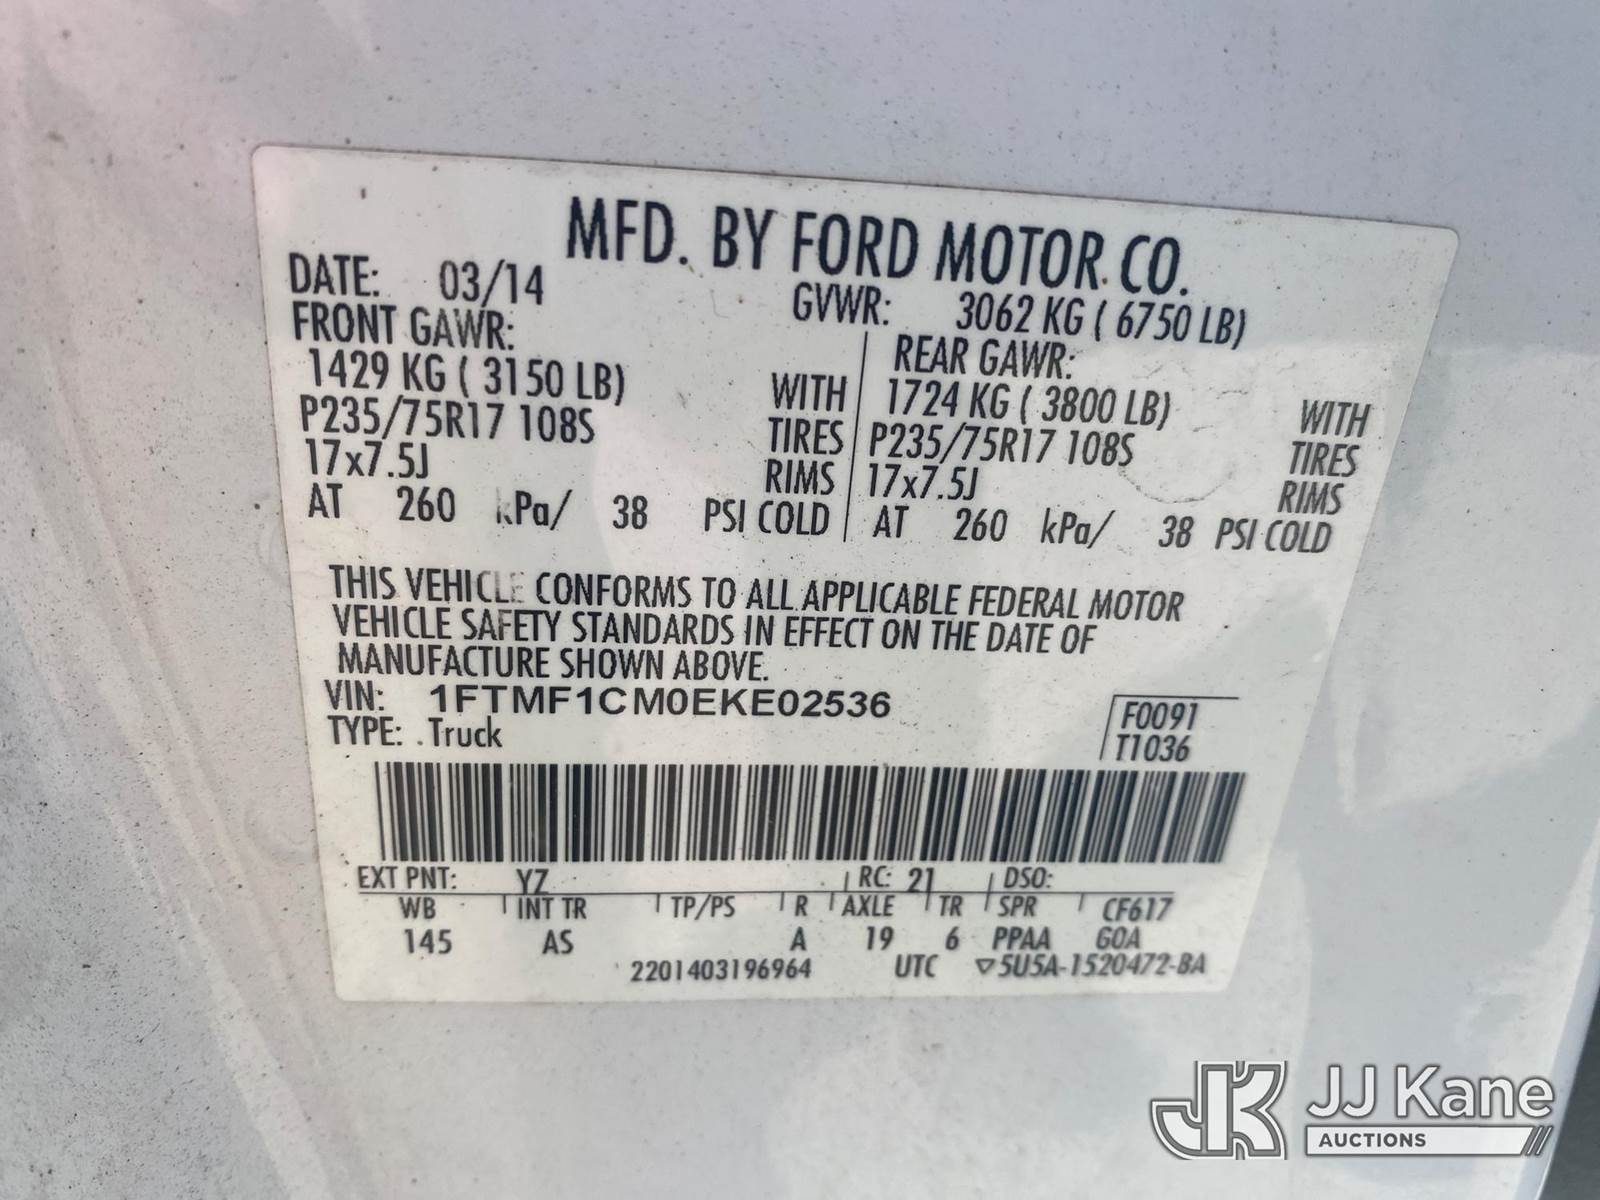 MFD. BY FORD MOTOR CO.
DATE: 03/14 GVWR: 3062 KG ( 6750 LB)
FRONT GAWR: REAR GAWR:
1429 KG ( 3150 LB) WITH 1724 KG ( 3800 LB) WITH
P235/75R17 108S TIRES P235/75R17 108S TIRES
17x7.5J RIMS 17x7.5J RIMS
AT 260 kPa/ 38 PSI COLD AT 260 kPa/ 38 PSI COLD
THIS VEHICLE CONFORMS TO ALL APPLICABLE FEDERAL MOTOR
VEHICLE SAFETY STANDARDS IN EFFECT ON THE DATE OF
MANUFACTURE SHOWN ABOVE.
VIN: 1FTMF1CM0EKE02536 F0091
TYPE: Truck T1036
EXT PNT: YZ RC: 21 DSO:
WB INT TR TP/PS R AXLE TR SPR CF617
145 AS A 19 6 PPAA GOA
2201403196964 UTC ▽5U5A-1520472-BA
JK JJ Kane
AUCTIONS